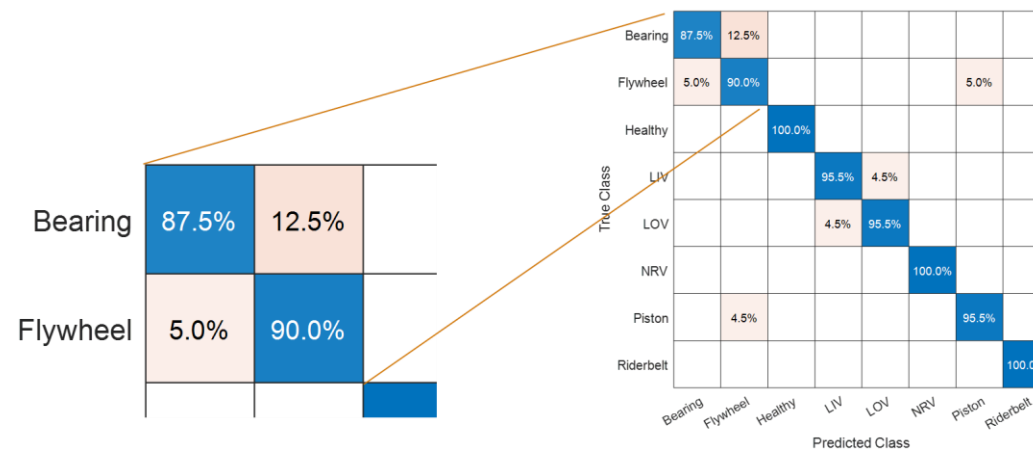 Bearing 87.5% 12.5%
Flywheel 5.0% 90.0%
True Class
Bearing 87.5% 12.5%
Flywheel 5.0% 90.0% 5.0%
Healthy 100.0%
LIV 95.5% 4.5%
LOV 4.5% 95.5%
NRV 100.0%
Piston 4.5% 95.5%
Riderbelt 100.0
Bearing Flywheel Healthy LIV LOV NRV Piston Riderbelt
Predicted Class